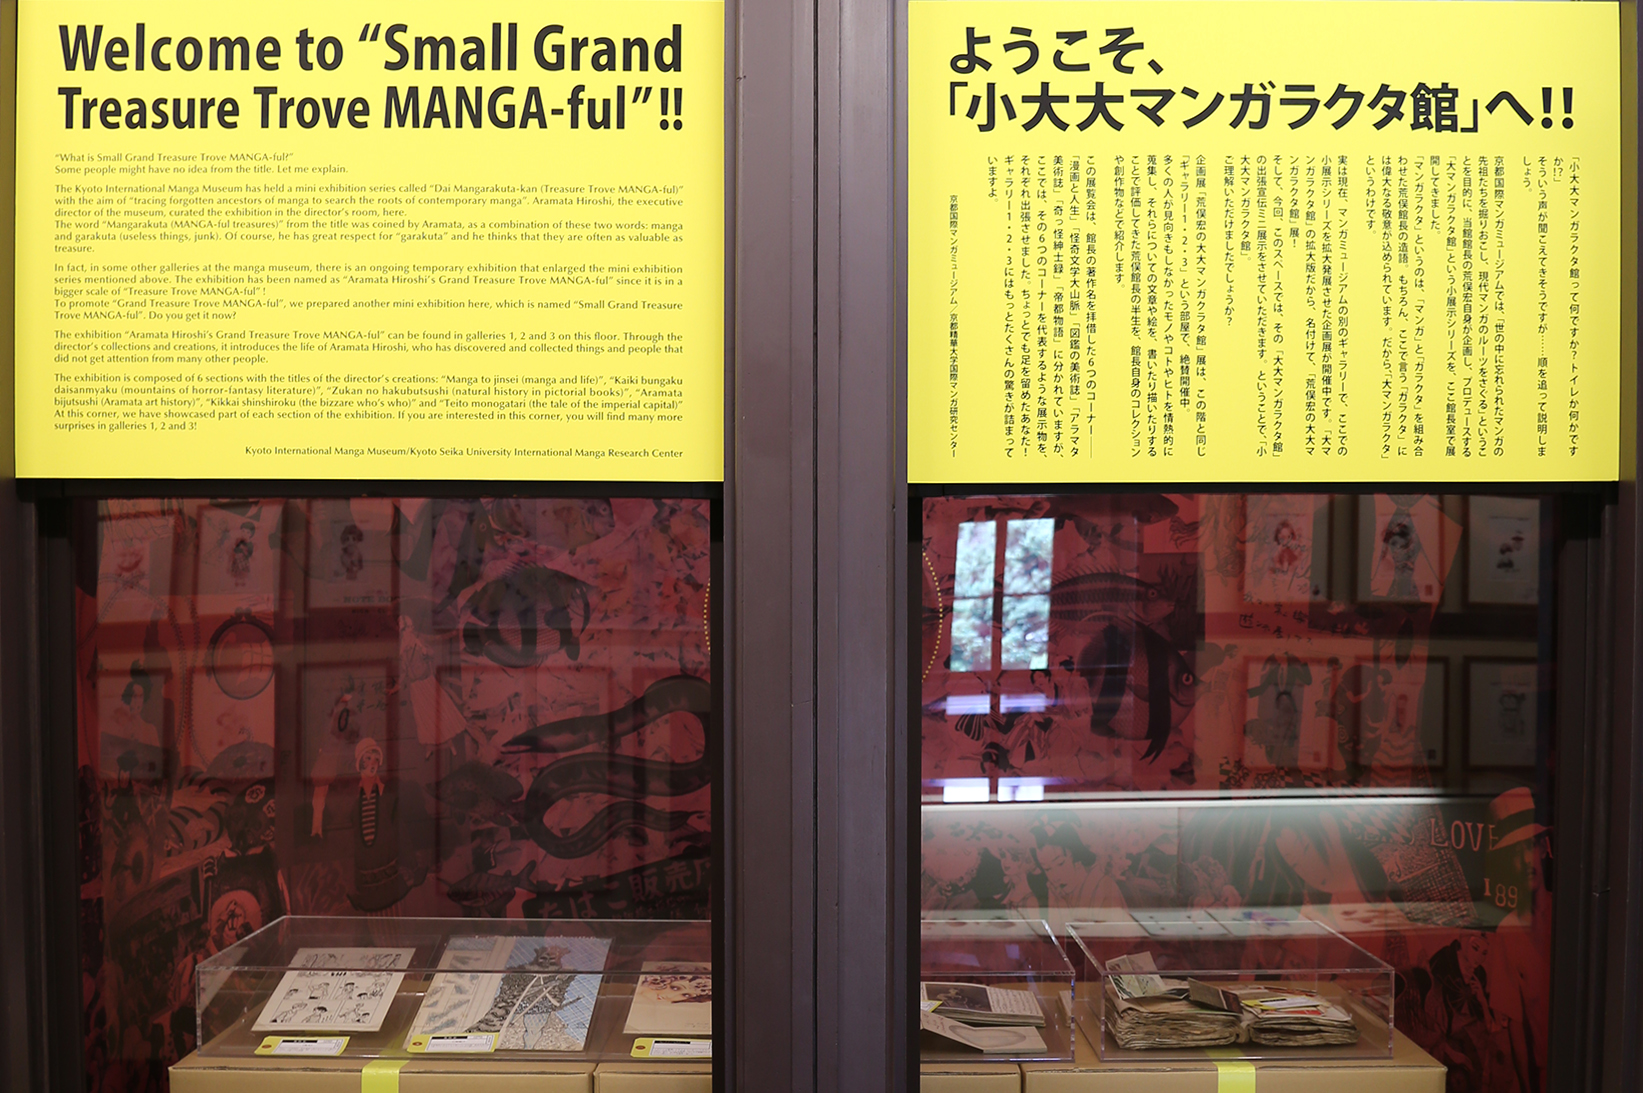 Welcome to “Small Grand
Treasure Trove MANGA-ful”!!
“What is Small Grand Treasure Trove MANGA-ful?”
Some people might have no idea from the title. Let me explain.
The Kyoto International Manga Museum has held a mini exhibition series called “Dai Mangarakuta-kan (Treasure Trove MANGA-ful)”
with the aim of “tracing forgotten ancestors of manga to search the roots of contemporary manga”. Aramata Hiroshi, the executive
director of the museum, curated the exhibition in the director’s room, here.
The word “Mangarakuta (MANGA-ful treasures)” from the title was coined by Aramata, as a combination of these two words: manga
and garakuta (useless things, junk). Of course, he has great respect for “garakuta” and he thinks that they are often as valuable as
treasure.
In fact, in some other galleries at the manga museum, there is an ongoing temporary exhibition that enlarged the mini exhibition
series mentioned above. The exhibition has been named as “Aramata Hiroshi’s Grand Treasure Trove MANGA-ful” since it is in a
bigger scale of “Treasure Trove MANGA-ful” !
To promote “Grand Treasure Trove MANGA-ful”, we prepared another mini exhibition here, which is named “Small Grand Treasure
Trove MANGA-ful”. Do you get it now?
The exhibition “Aramata Hiroshi’s Grand Treasure Trove MANGA-ful” can be found in galleries 1, 2 and 3 on this floor. Through the
director’s collections and creations, it introduces the life of Aramata Hiroshi, who has discovered and collected things and people that
did not get attention from many other people.
The exhibition is composed of 6 sections with the titles of the director’s creations: “Manga to jinsei (manga and life)”, “Kaiki bungaku
daisanmyaku (mountains of horror-fantasy literature)”, “Zukan no hakubutsushi (natural history in pictorial books)”, “Aramata
bijutsushi (Aramata art history)”, “Kikkai shinshiroku (the bizzare who’s who)” and “Teito monogatari (the tale of the imperial capital)”
At this corner, we have showcased part of each section of the exhibition. If you are interested in this corner, you will find many more
surprises in galleries 1, 2 and 3!
Kyoto International Manga Museum/Kyoto Seika University International Manga Research Center
ようこそ、
「小大大マンガラクタ館」へ!!
「小大大マンガラクタ館って何ですか？トイレか何かです
か!?」
そういう声が聞こえてきそうですが……順を追って説明しま
しょう。
京都国際マンガミュージアムでは、「世の中に忘れられたマンガの
先祖たちを掘りおこし、現代マンガのルーツをさぐる」というこ
とを目的に、当館館長の荒俣宏自身が企画し、プロデュースする
「大マンガラクタ館」という小展示シリーズを、ここ館長室で展
開してきました。
「マンガラクタ」というのは、「マンガ」と「ガラクタ」を組み合
わせた荒俣館長の造語。もちろん、ここで言う「ガラクタ」に
は偉大なる敬意が込められています。だから、「大マンガラクタ」
というわけです。
実は現在、マンガミュージアムの別のギャラリーで、ここでの
小展示シリーズを拡大発展させた企画展が開催中です。「大マ
ンガラクタ館」の拡大版だから、名付けて、「荒俣宏の大大マ
ンガラクタ館」展！
そして、今回、このスペースでは、その「大大マンガラクタ館」
の出張宣伝ミニ展示をさせていただきます。ということで、「小
大大マンガラクタ館」。
ご理解いただけましたでしょうか？
企画展「荒俣宏の大大マンガラクタ館」展は、この階と同じ
「ギャラリー1・2・3」という部屋で、絶賛開催中。
多くの人が見向きもしなかったモノやコトやヒトを情熱的に
蒐集し、それらについての文章や絵を、書いたり描いたりする
ことで評価してきた荒俣館長の半生を、館長自身のコレクション
や創作物などで紹介します。
この展覧会は、館長の著作名を拝借した6つのコーナー――
「漫画と人生」「怪奇文学大山脈」「図鑑の美術誌」「アラマタ
美術誌」「奇っ怪紳士録」「帝都物語」に分かれていますが、
ここでは、その6つのコーナーを代表するような展示物を、
それぞれ出張させました。ちょっとでも足を留めたあなた！
ギャラリー1・2・3にはもっとたくさんの驚きが詰まって
いますよ。
京都国際マンガミュージアム／京都精華大学国際マンガ研究センター
たばこ販売
LOVE
189